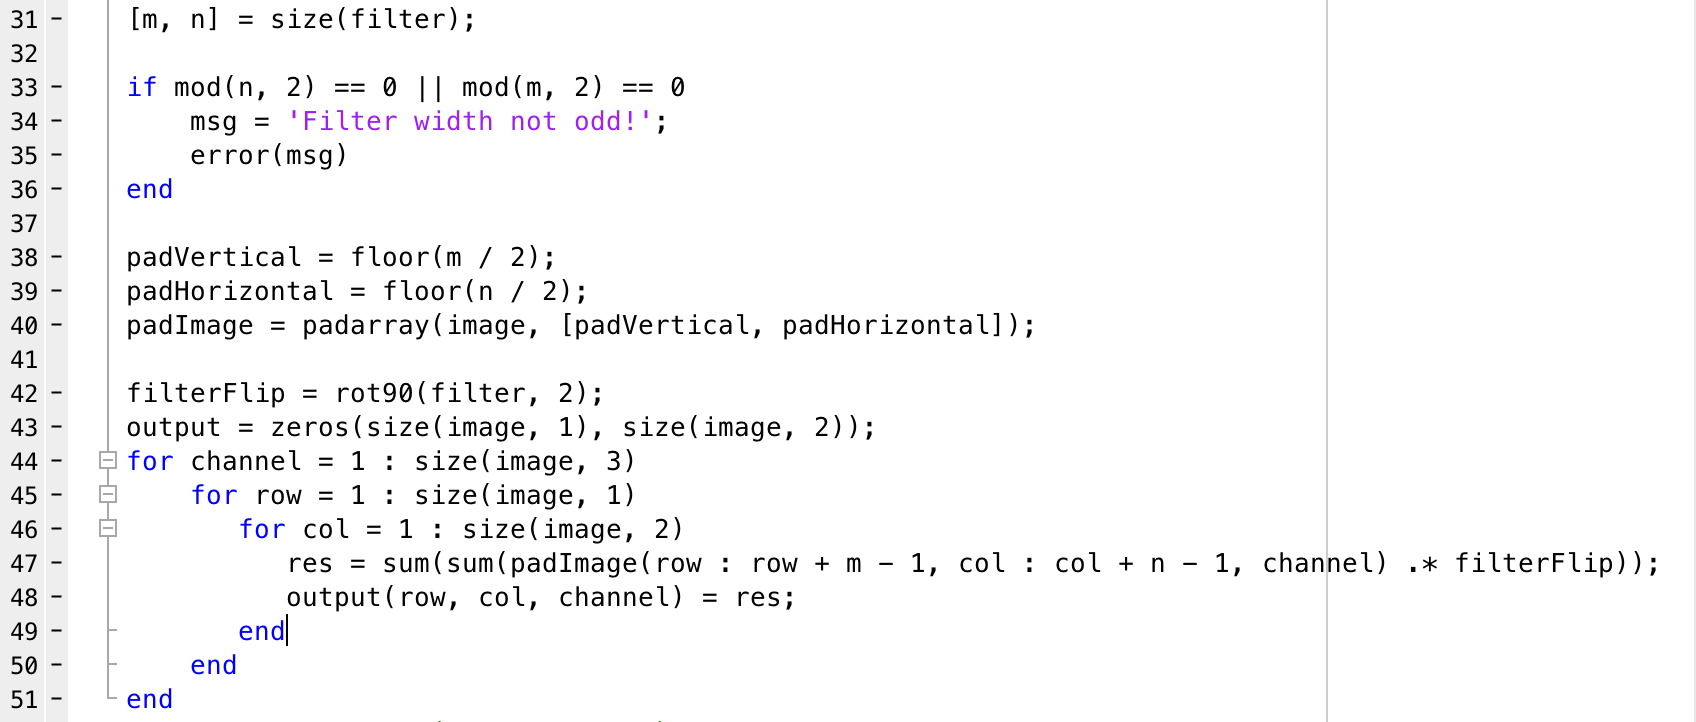 31 - [m, n] = size(filter);
32
33 - if mod(n, 2) == 0 || mod(m, 2) == 0
34 - msg = 'Filter width not odd!';
35 - error(msg)
36 - end
37
38 - padVertical = floor(m / 2);
39 - padHorizontal = floor(n / 2);
40 - padImage = padarray(image, [padVertical, padHorizontal]);
41
42 - filterFlip = rot90(filter, 2);
43 - output = zeros(size(image, 1), size(image, 2));
44 - for channel = 1 : size(image, 3)
45 - for row = 1 : size(image, 1)
46 - for col = 1 : size(image, 2)
47 - res = sum(sum(padImage(row : row + m - 1, col : col + n - 1, channel) .* filterFlip));
48 - output(row, col, channel) = res;
49 - end
50 - end
51 - end